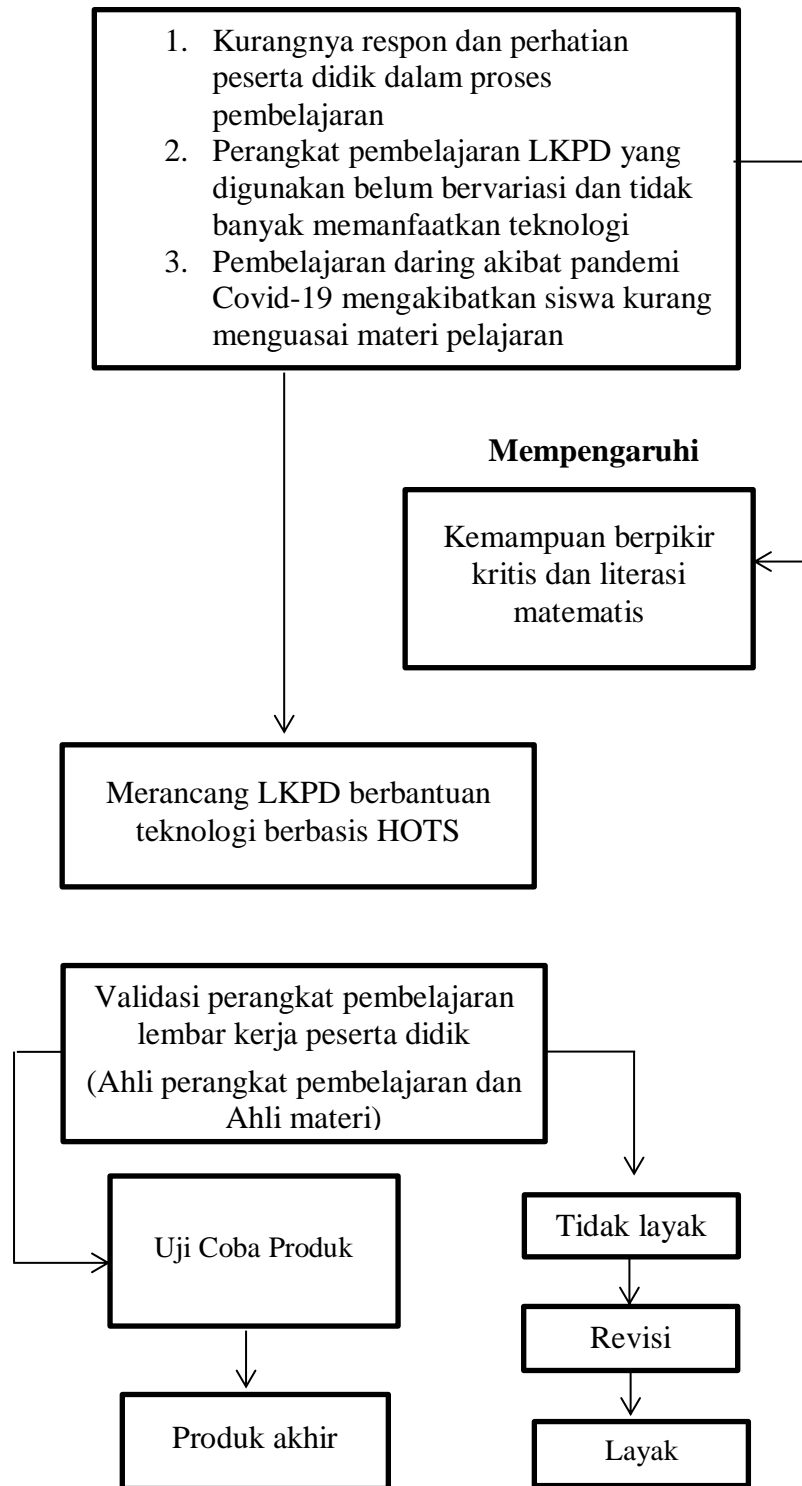 1. Kurangnya respon dan perhatian
peserta didik dalam proses
pembelajaran
2. Perangkat pembelajaran LKPD yang
digunakan belum bervariasi dan tidak
banyak memanfaatkan teknologi
3. Pembelajaran daring akibat pandemi
Covid-19 mengakibatkan siswa kurang
menguasai materi pelajaran
Mempengaruhi
Kemampuan berpikir
kritis dan literasi
matematis
Merancang LKPD berbantuan
teknologi berbasis HOTS
Validasi perangkat pembelajaran
lembar kerja peserta didik
(Ahli perangkat pembelajaran dan
Ahli materi)
Uji Coba Produk
Tidak layak
Revisi
Produk akhir
Layak